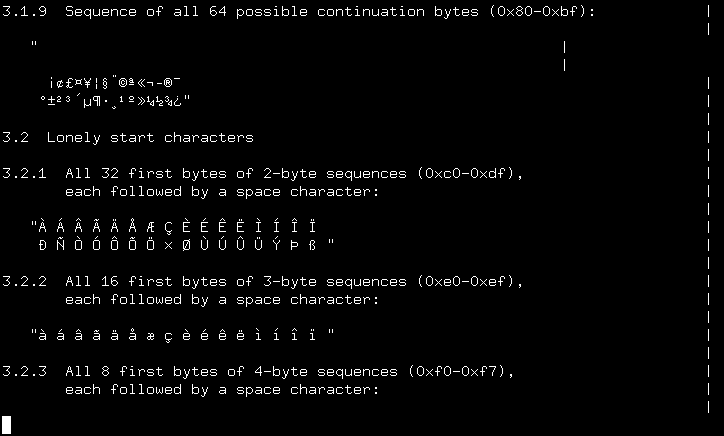 3.1.9  Sequence of all 64 possible continuation bytes (0x80-0xbf):                            |
                                                                              |
   "                                                          |
                                                              |
     ¡¢£¤¥¦§¨©ª«¬-®¯                                                          |
    °±²³´µ¶·¸¹º»¼½¾¿"                                                         |
                                                                              |
3.2  Lonely start characters                                                  |
                                                                              |
3.2.1  All 32 first bytes of 2-byte sequences (0xc0-0xdf),                    |
       each followed by a space character:                                    |
                                                                              |
   "À Á Â Ã Ä Å Æ Ç È É Ê Ë Ì Í Î Ï                                           |
    Ð Ñ Ò Ó Ô Õ Ö × Ø Ù Ú Û Ü Ý Þ ß "                                         |
                                                                              |
3.2.2  All 16 first bytes of 3-byte sequences (0xe0-0xef),                    |
       each followed by a space character:                                    |
                                                                              |
   "à á â ã ä å æ ç è é ê ë ì í î ï "                                         |
                                                                              |
3.2.3  All 8 first bytes of 4-byte sequences (0xf0-0xf7),                     |
       each followed by a space character:                                    |
                                                                              |